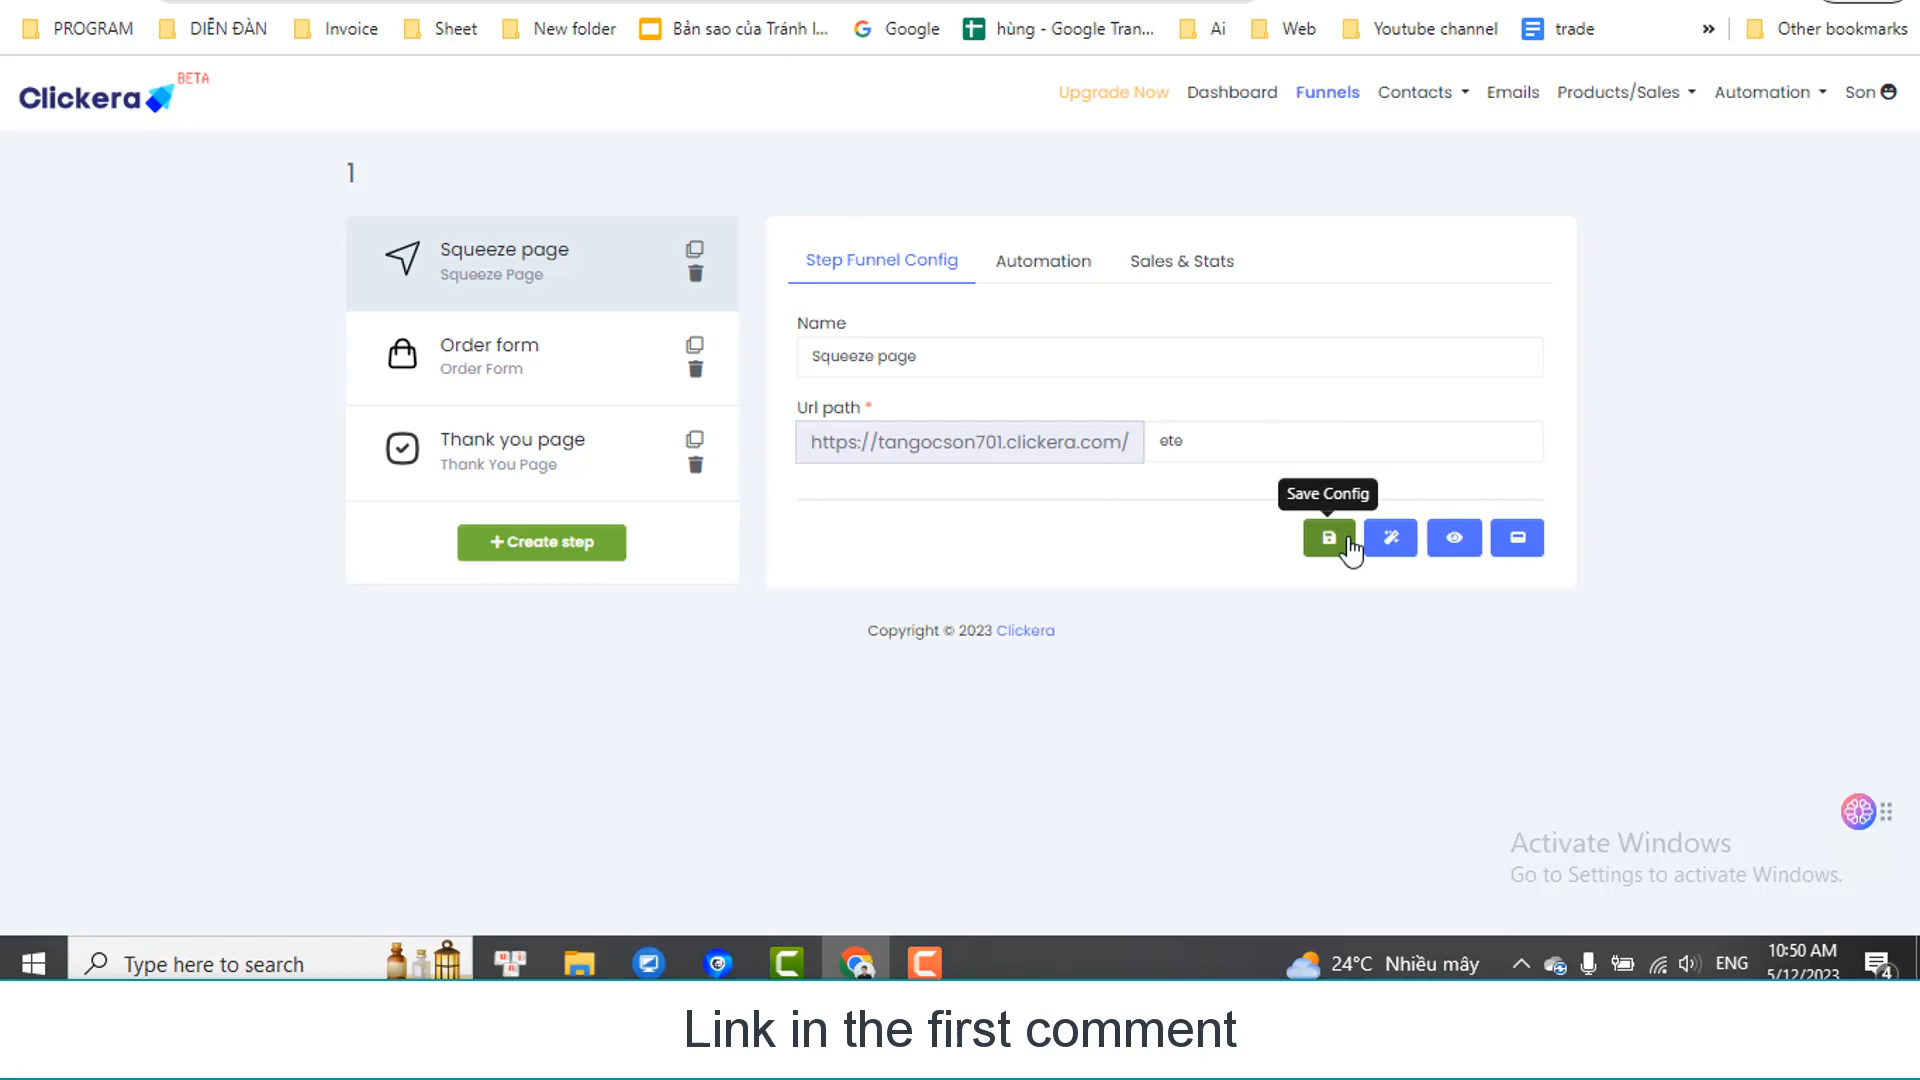 PROGRAM DIỄN ĐÀN Invoice Sheet New folder Bản sao của Tránh l... Google hùng - Google Tran... Ai Web Youtube channel trade » Other bookmarks
Clickera BETA
Upgrade Now Dashboard Funnels Contacts Emails Products/Sales Automation Son
1
Squeeze page
Squeeze Page
Order form
Order Form
Thank you page
Thank You Page
+ Create step
Step Funnel Config Automation Sales & Stats
Name
Squeeze page
Url path *
https://tangocson701.clickera.com/ ete
Save Config
Copyright © 2023 Clickera
Activate Windows
Go to Settings to activate Windows.
Type here to search
24°C Nhiều mây
ENG
10:50 AM
5/12/2023
4
Link in the first comment